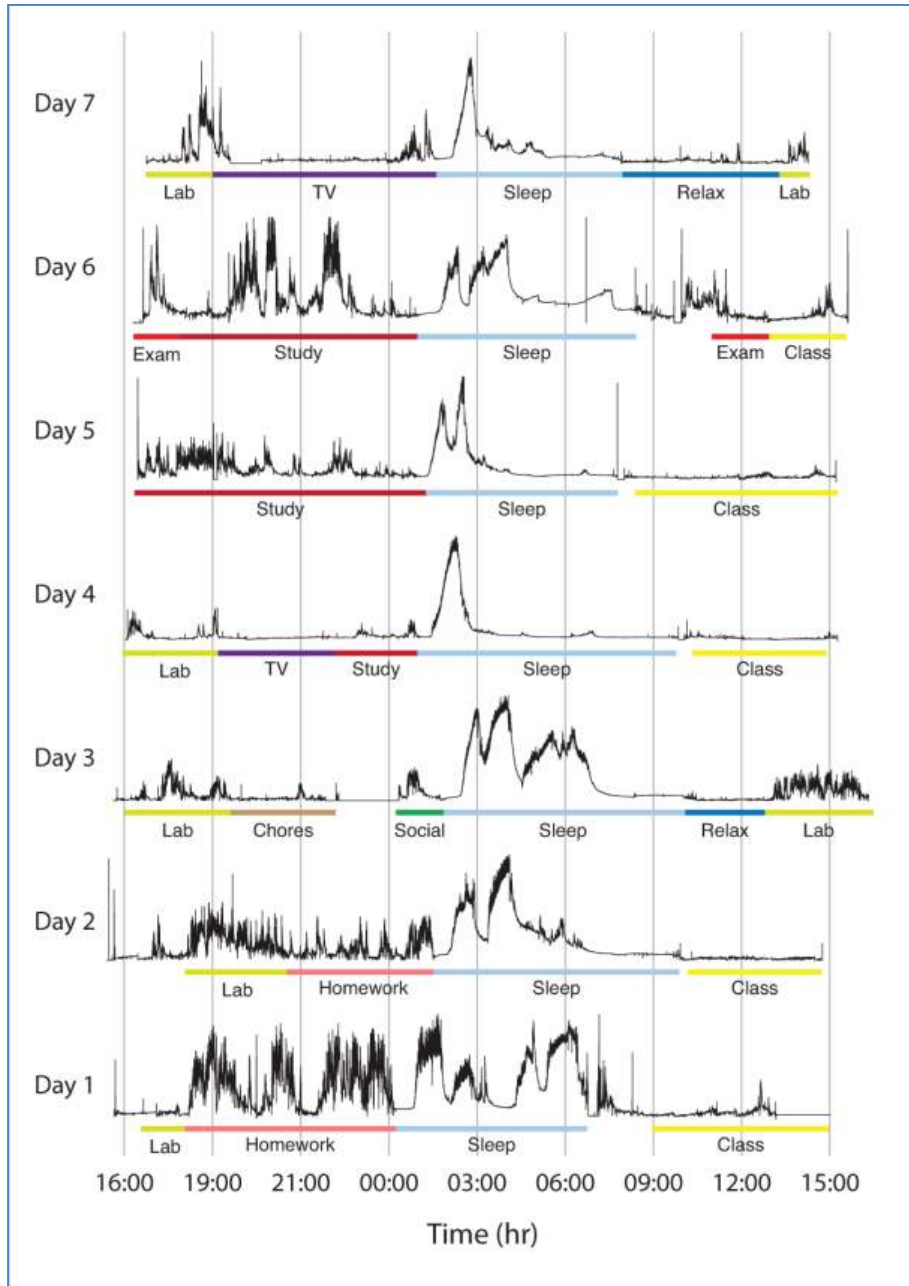 Day 7
Lab TV Sleep Relax Lab
Day 6
Exam Study Sleep Exam Class
Day 5
Study Sleep Class
Day 4
Lab TV Study Sleep Class
Day 3
Lab Chores Social Sleep Relax Lab
Day 2
Lab Homework Sleep Class
Day 1
Lab Homework Sleep Class
16:00 19:00 21:00 00:00 03:00 06:00 09:00 12:00 15:00
Time (hr)